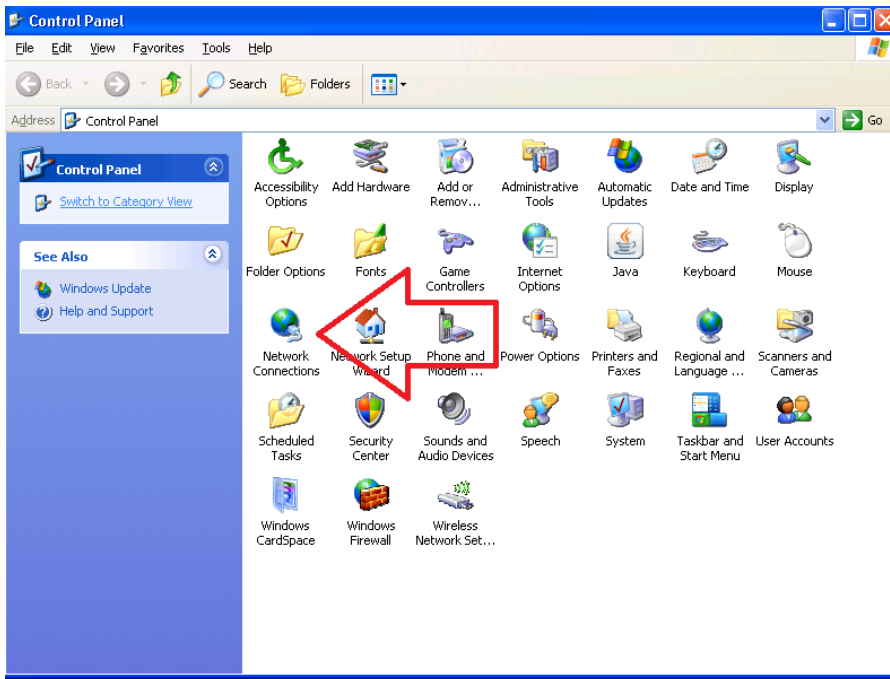 Control Panel
File Edit View Favorites Tools Help
Back Search Folders
Address Control Panel Go
Control Panel
Switch to Category View
See Also
Windows Update
Help and Support
Accessibility Options
Add Hardware
Add or Remov...
Administrative Tools
Automatic Updates
Date and Time
Display
Folder Options
Fonts
Game Controllers
Internet Options
Java
Keyboard
Mouse
Network Connections
Network Setup Wizard
Phone and Modem ...
Power Options
Printers and Faxes
Regional and Language ...
Scanners and Cameras
Scheduled Tasks
Security Center
Sounds and Audio Devices
Speech
System
Taskbar and Start Menu
User Accounts
Windows CardSpace
Windows Firewall
Wireless Network Set...